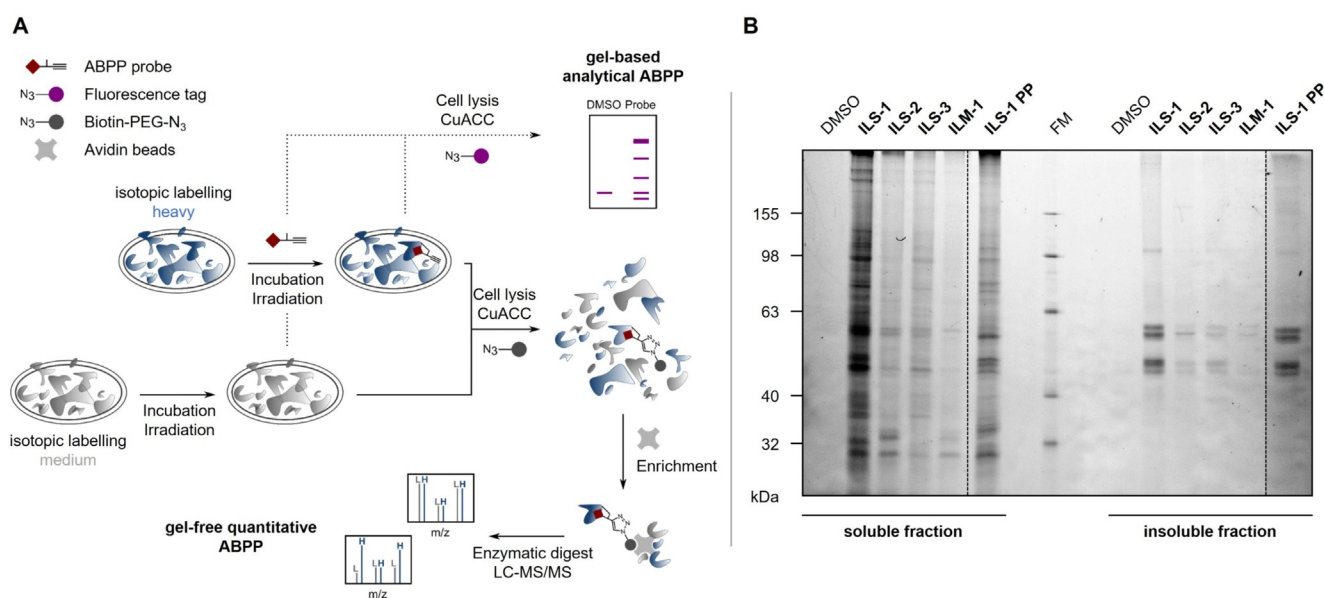 A
ABPP probe
N3 Fluorescence tag
N3 Biotin-PEG-N3
Avidin beads
isotopic labelling
heavy
Incubation
Irradiation
isotopic labelling
medium
Incubation
Irradiation
Cell lysis
CuACC
N3
gel-based
analytical ABPP
DMSO Probe
Cell lysis
CuACC
N3
N
N
N
Enrichment
N
N
N
Enzymatic digest
LC-MS/MS
gel-free quantitative
ABPP
L H L H L H
m/z
H H
L L H L
m/z
B
DMSO ILS-1 ILS-2 ILS-3 ILM-1 ILS-1 PP FM DMSO ILS-1 ILS-2 ILS-3 ILM-1 ILS-1 PP
155
98
63
40
32
kDa
soluble fraction
insoluble fraction